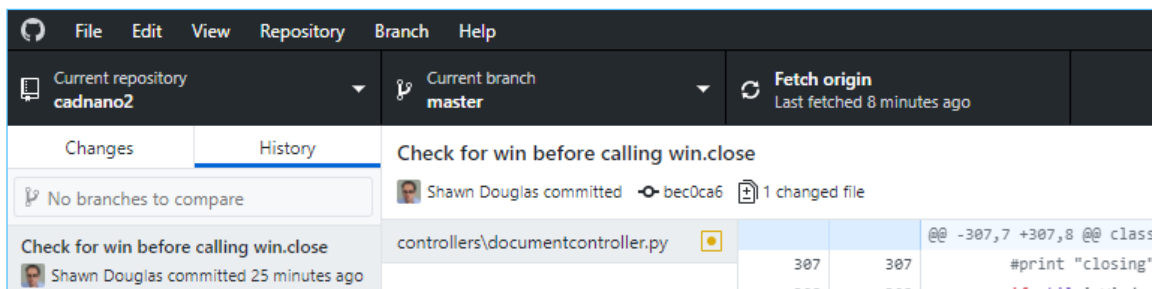 File Edit View Repository Branch Help
Current repository
cadnano2
Current branch
master
Fetch origin
Last fetched 8 minutes ago
Changes
History
No branches to compare
Check for win before calling win.close
Shawn Douglas committed 25 minutes ago
Check for win before calling win.close
Shawn Douglas committed bec0ca6 1 changed file
controllers\documentcontroller.py
@@ -307,7 +307,8 @@ class
307 307 #print "closing"